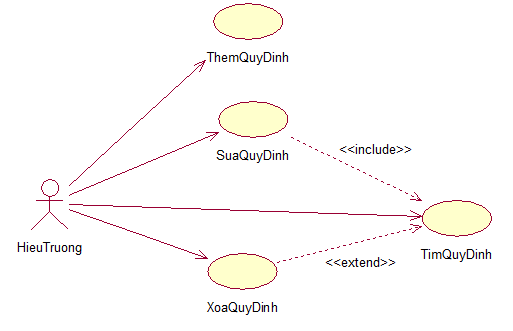 ThemQuyDinh
SuaQuyDinh
<<include>>
HieuTruong
TimQuyDinh
<<extend>>
XoaQuyDinh